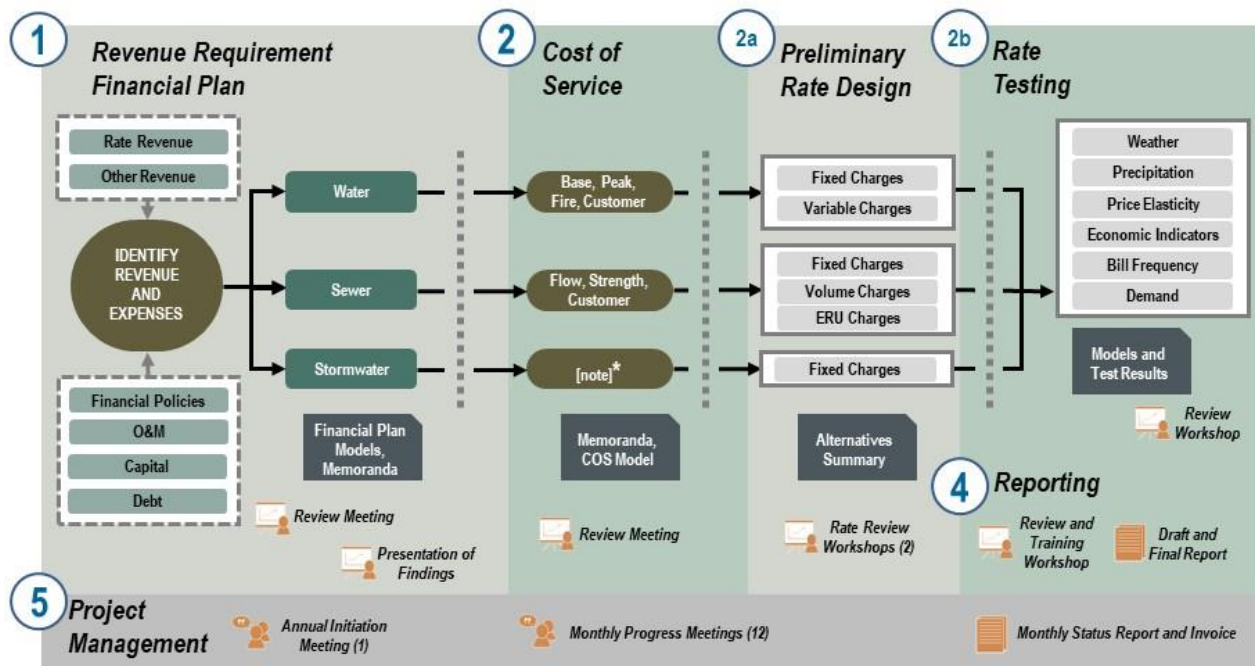 1
Revenue Requirement
Financial Plan
Rate Revenue
Other Revenue
IDENTIFY
REVENUE
AND
EXPENSES
Financial Policies
O&M
Capital
Debt
Water
Sewer
Stormwater
Financial Plan
Models,
Memoranda
Review Meeting
Presentation of
Findings
2
Cost of
Service
Base, Peak,
Fire, Customer
Flow, Strength,
Customer
[note]*
Memoranda,
COS Model
Review Meeting
2a
Preliminary
Rate Design
Fixed Charges
Variable Charges
Fixed Charges
Volume Charges
ERU Charges
Fixed Charges
Alternatives
Summary
Rate Review
Workshops (2)
2b
Rate
Testing
Weather
Precipitation
Price Elasticity
Economic Indicators
Bill Frequency
Demand
Models and
Test Results
Review
Workshop
4
Reporting
Review and
Training
Workshop
Draft and
Final Report
5
Project
Management
Annual Initiation
Meeting (1)
Monthly Progress Meetings (12)
Monthly Status Report and Invoice